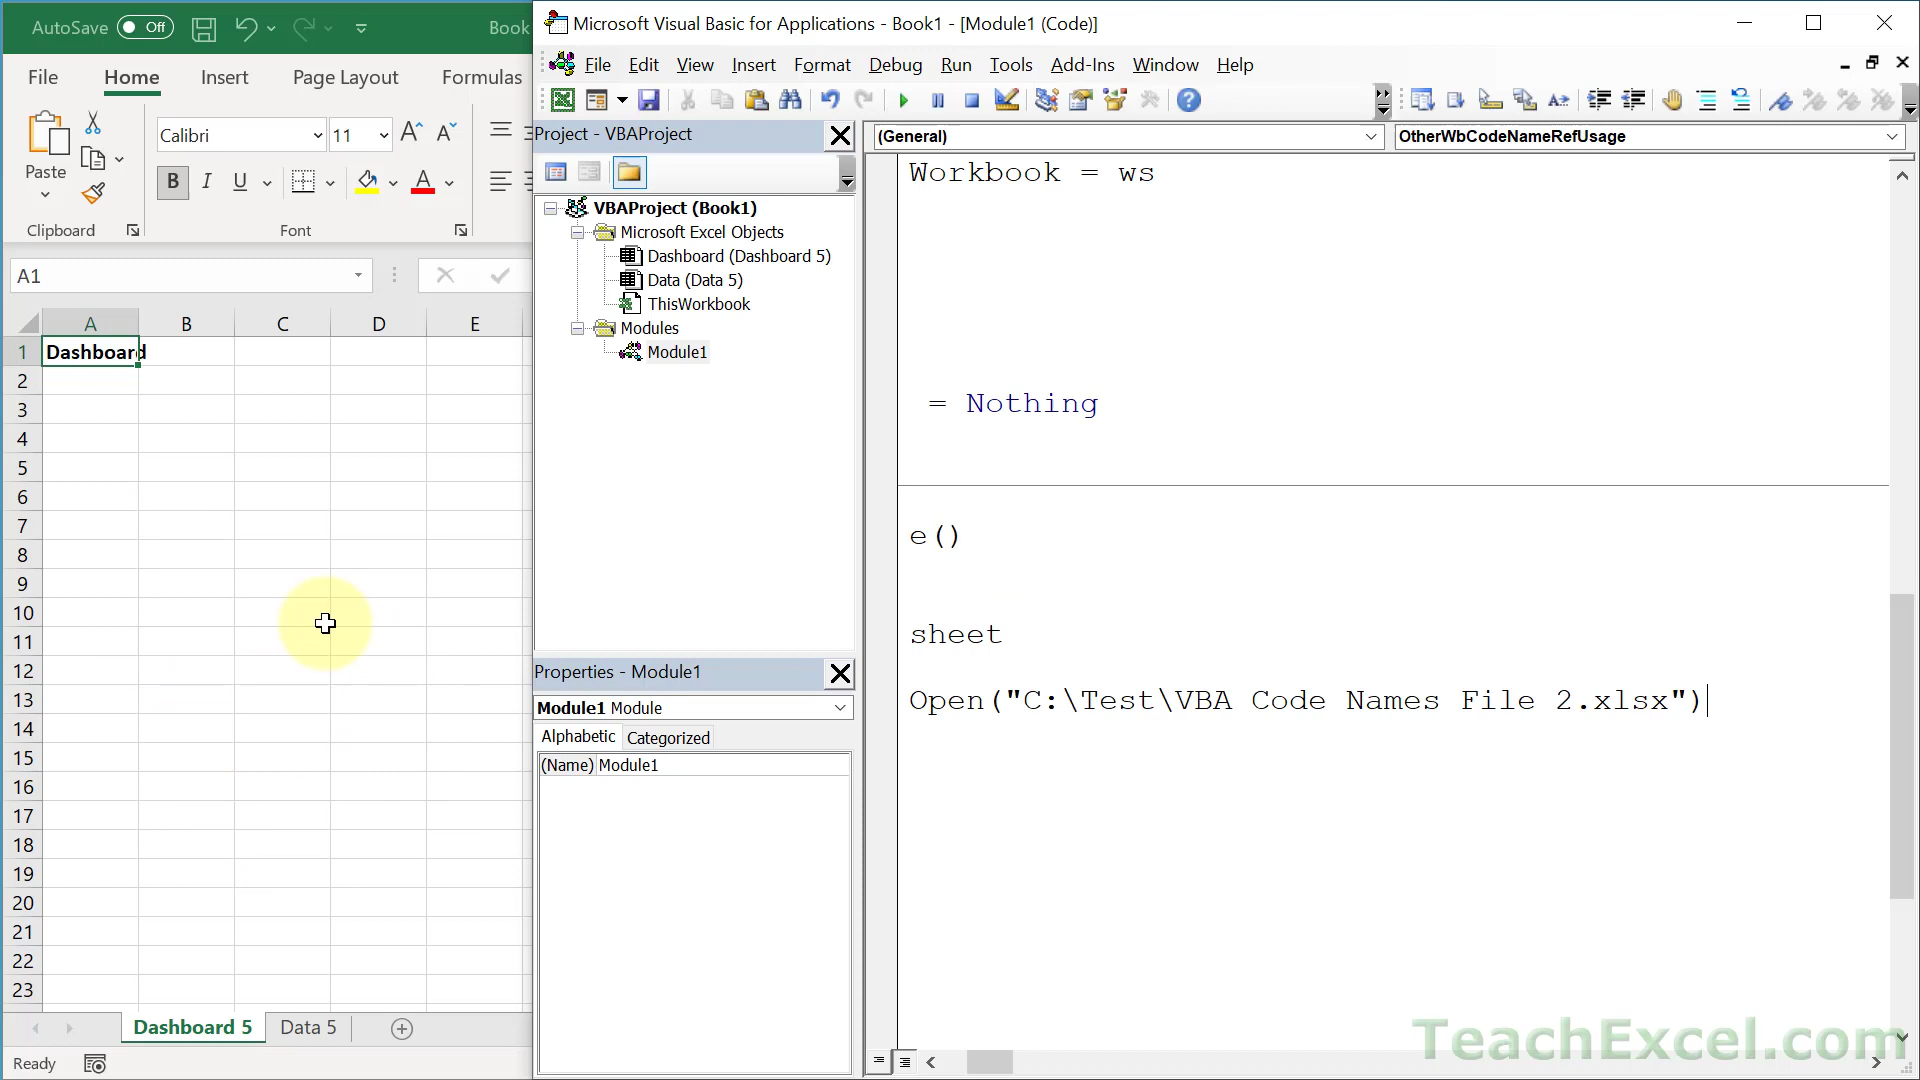 AutoSave Off Book
File Home Insert Page Layout Formulas
Paste
Calibri 11
B I U
Clipboard Font
A1
A B C D E
1 Dashboard
2
3
4
5
6
7
8
9
10
11
12
13
14
15
16
17
18
19
20
21
22
23
Dashboard 5 Data 5
Ready
Microsoft Visual Basic for Applications - Book1 - [Module1 (Code)]
File Edit View Insert Format Debug Run Tools Add-Ins Window Help
Project - VBAProject
VBAProject (Book1)
Microsoft Excel Objects
Dashboard (Dashboard 5)
Data (Data 5)
ThisWorkbook
Modules
Module1
Properties - Module1
Module1 Module
Alphabetic Categorized
(Name) Module1
(General) OtherWbCodeNameRefUsage
Workbook = ws
= Nothing
e()
sheet
Open("C:\Test\VBA Code Names File 2.xlsx")
TeachExcel.com